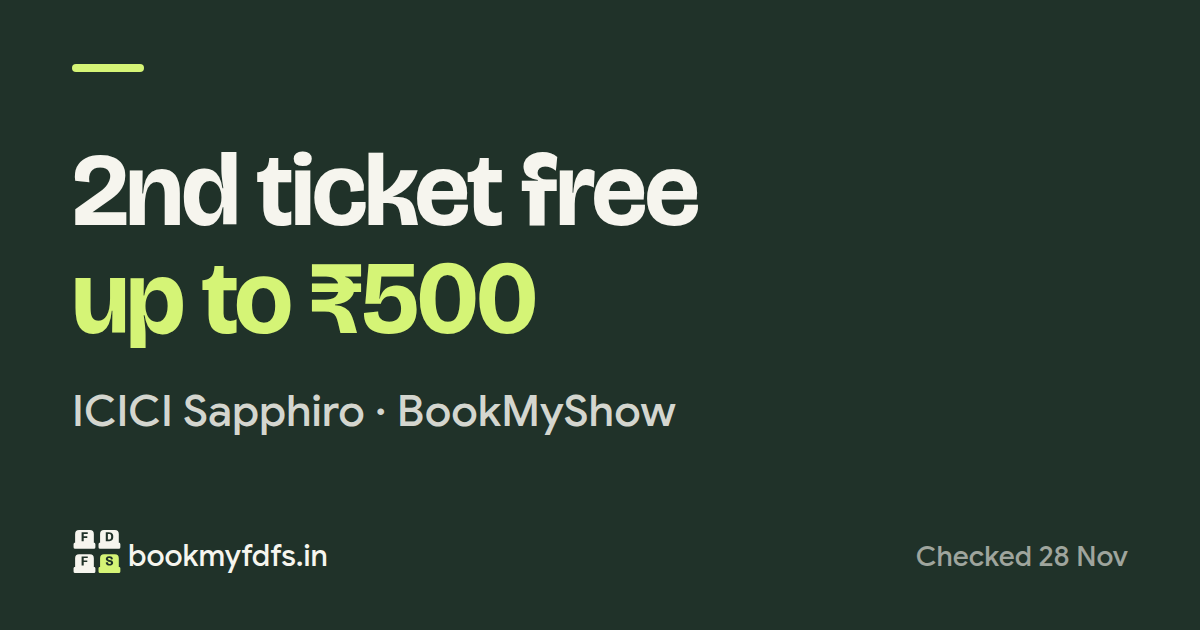 2nd ticket free
up to ₹500
ICICI Sapphiro · BookMyShow
F D
F S
bookmyfdfs.in
Checked 28 Nov